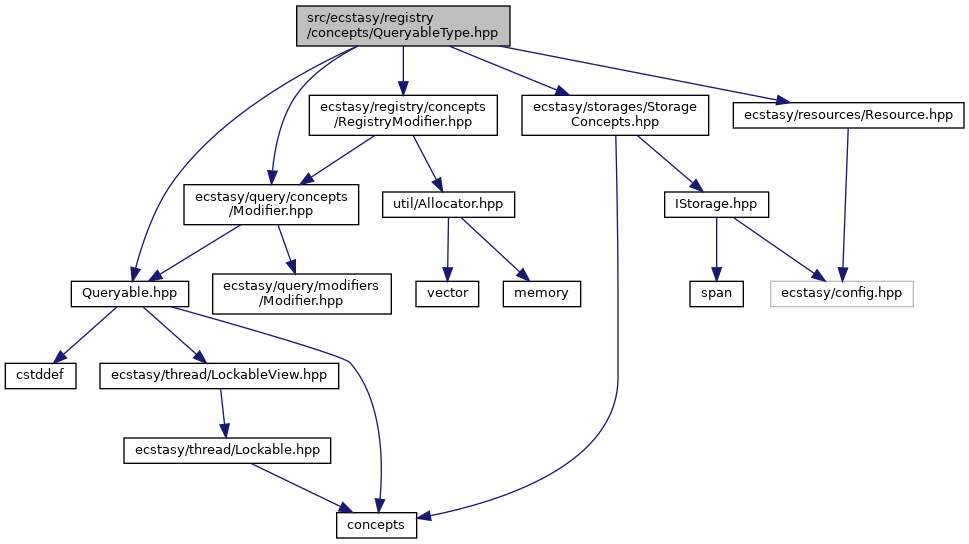 src/ecstasy/registry
/concepts/QueryableType.hpp
ecstasy/registry/concepts
/RegistryModifier.hpp
ecstasy/storages/Storage
Concepts.hpp
ecstasy/resources/Resource.hpp
ecstasy/query/concepts
/Modifier.hpp
util/Allocator.hpp
IStorage.hpp
Queryable.hpp
ecstasy/query/modifiers
/Modifier.hpp
vector
memory
span
ecstasy/config.hpp
cstddef
ecstasy/thread/LockableView.hpp
ecstasy/thread/Lockable.hpp
concepts